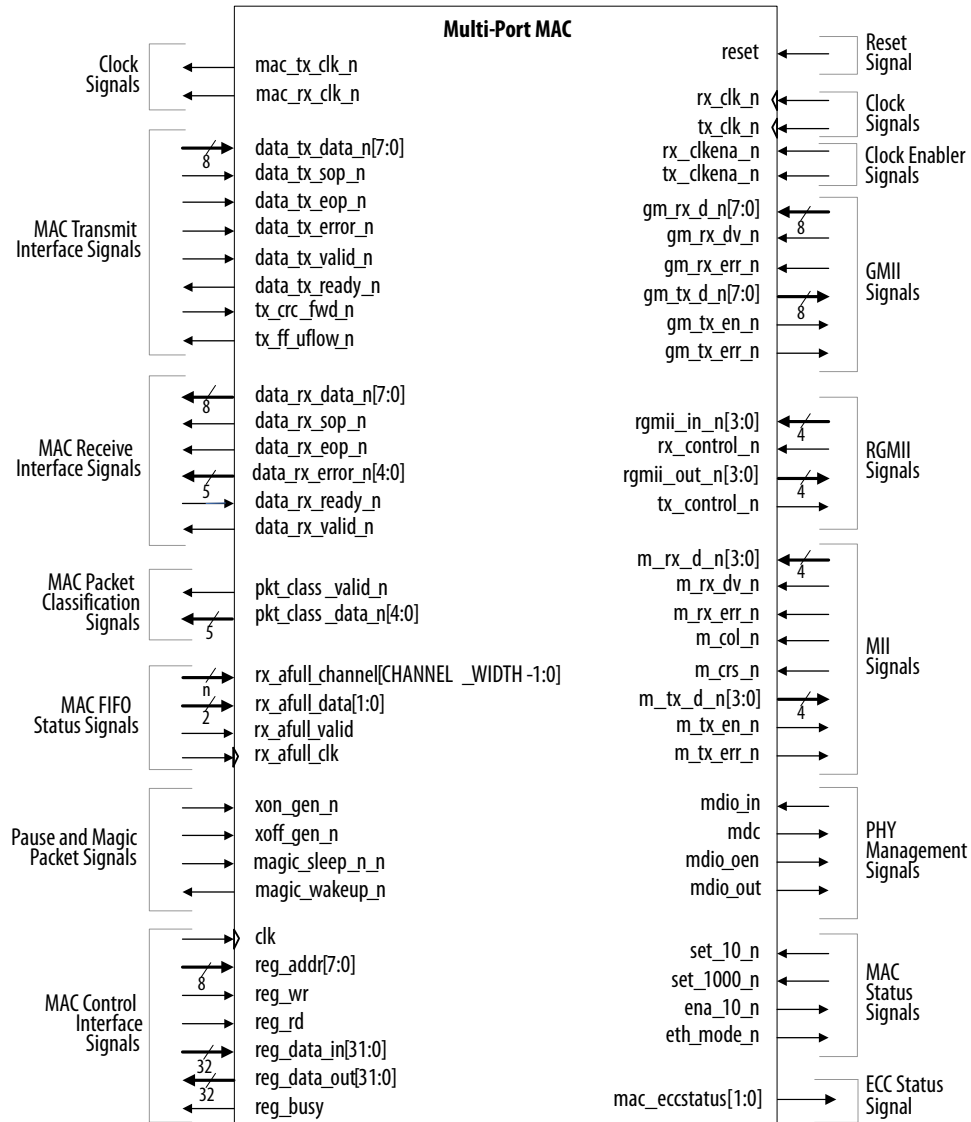 Multi-Port MAC
Clock
Signals
mac_tx_clk_n
mac_rx_clk_n
MAC Transmit
Interface Signals
8
data_tx_data_n[7:0]
data_tx_sop_n
data_tx_eop_n
data_tx_error_n
data_tx_valid_n
data_tx_ready_n
tx_crc_fwd_n
tx_ff_uflow_n
MAC Receive
Interface Signals
8
data_rx_data_n[7:0]
data_rx_sop_n
data_rx_eop_n
5
data_rx_error_n[4:0]
data_rx_ready_n
data_rx_valid_n
MAC Packet
Classification
Signals
pkt_class_valid_n
5
pkt_class_data_n[4:0]
MAC FIFO
Status Signals
n
rx_afull_channel[CHANNEL_WIDTH-1:0]
2
rx_afull_data[1:0]
rx_afull_valid
rx_afull_clk
Pause and Magic
Packet Signals
xon_gen_n
xoff_gen_n
magic_sleep_n_n
magic_wakeup_n
MAC Control
Interface
Signals
clk
8
reg_addr[7:0]
reg_wr
reg_rd
32
reg_data_in[31:0]
32
reg_data_out[31:0]
reg_busy
reset
Reset
Signal
rx_clk_n
tx_clk_n
Clock
Signals
rx_clkena_n
tx_clkena_n
Clock Enabler
Signals
gm_rx_d_n[7:0]
8
gm_rx_dv_n
gm_rx_err_n
gm_tx_d_n[7:0]
8
gm_tx_en_n
gm_tx_err_n
GMII
Signals
rgmii_in_n[3:0]
4
rx_control_n
rgmii_out_n[3:0]
4
tx_control_n
RGMII
Signals
m_rx_d_n[3:0]
4
m_rx_dv_n
m_rx_err_n
m_col_n
m_crs_n
m_tx_d_n[3:0]
4
m_tx_en_n
m_tx_err_n
MII
Signals
mdio_in
mdc
mdio_oen
mdio_out
PHY
Management
Signals
set_10_n
set_1000_n
ena_10_n
eth_mode_n
MAC
Status
Signals
mac_eccstatus[1:0]
ECC Status
Signal